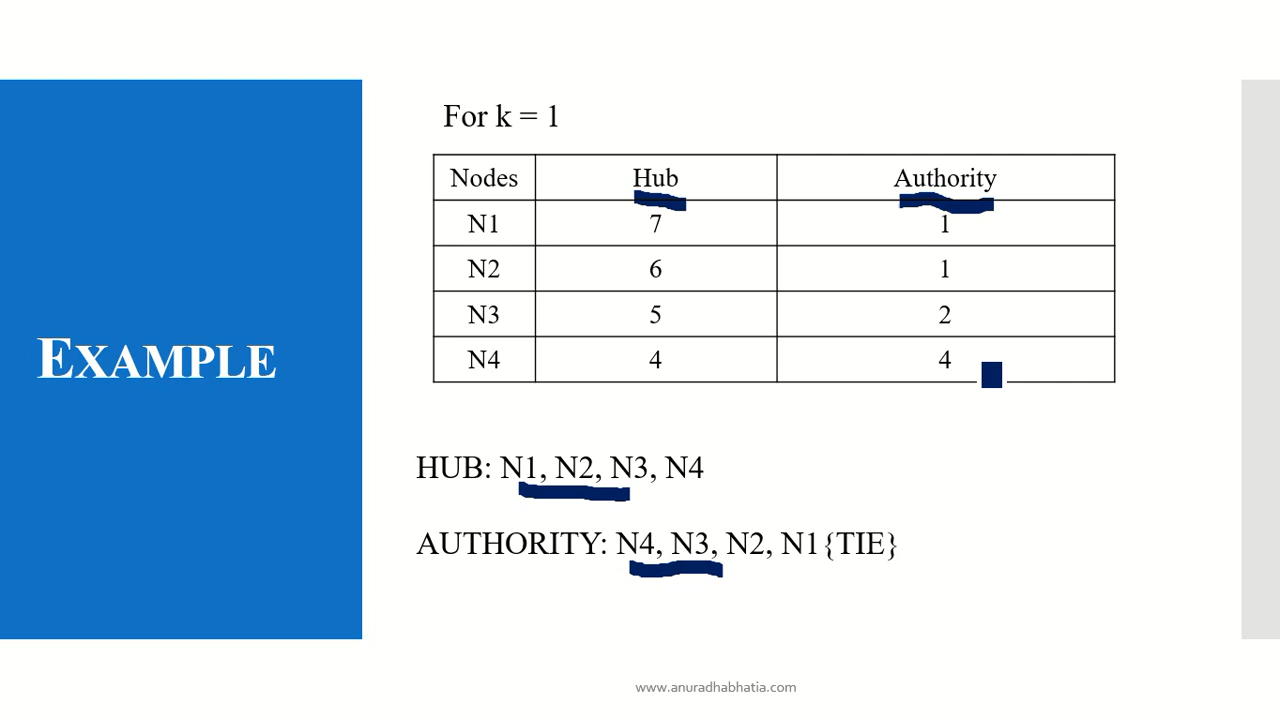 EXAMPLE
For k = 1
Nodes Hub Authority
N1 7 1
N2 6 1
N3 5 2
N4 4 4
HUB: N1, N2, N3, N4
AUTHORITY: N4, N3, N2, N1{TIE}
www.anuradhabhatia.com